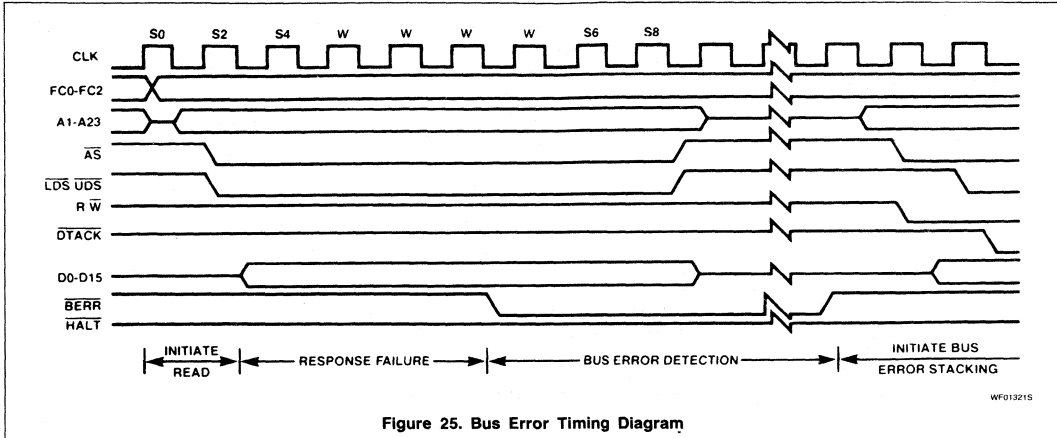 S0 S2 S4 W W W W S6 S8
CLK
FC0-FC2
A1-A23
AS
LDS UDS
R W
DTACK
D0-D15
BERR
HALT
INITIATE
READ
RESPONSE FAILURE
BUS ERROR DETECTION
INITIATE BUS
ERROR STACKING
WF01321S
Figure 25. Bus Error Timing Diagram